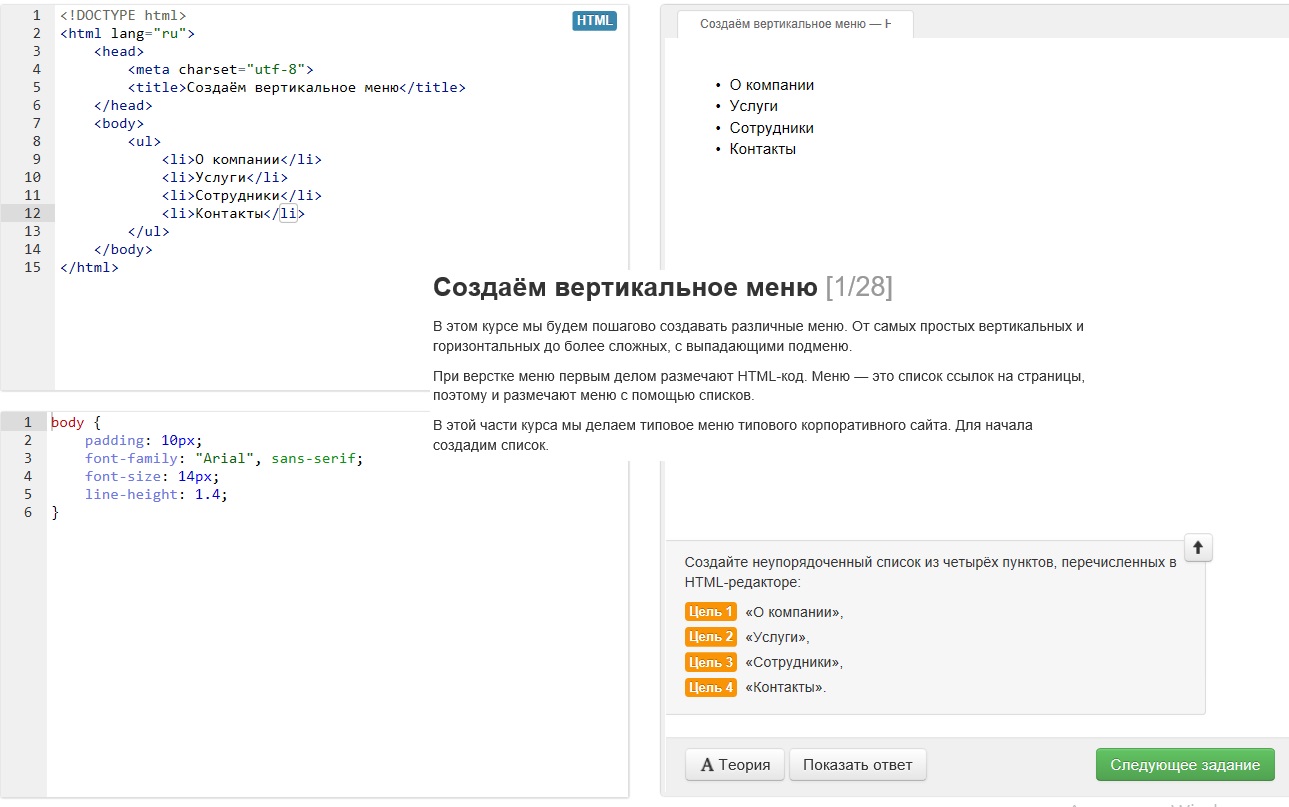 1 <!DOCTYPE html>
HTML
2 <html lang="ru">
3 <head>
4 <meta charset="utf-8">
5 <title>Создаём вертикальное меню</title>
6 </head>
7 <body>
8 <ul>
9 <li>О компании</li>
10 <li>Услуги</li>
11 <li>Сотрудники</li>
12 <li>Контакты</li>
13 </ul>
14 </body>
15 </html>
Создаём вертикальное меню —
• О компании
• Услуги
• Сотрудники
• Контакты
Создаём вертикальное меню [1/28]
В этом курсе мы будем пошагово создавать различные меню. От самых простых вертикальных и
горизонтальных до более сложных, с выпадающими подменю.
При верстке меню первым делом размечают HTML-код. Меню — это список ссылок на страницы,
поэтому и размечают меню с помощью списков.
В этой части курса мы делаем типовое меню типового корпоративного сайта. Для начала
создадим список.
1 body {
2 padding: 10px;
3 font-family: "Arial", sans-serif;
4 font-size: 14px;
5 line-height: 1.4;
6 }
Создайте неупорядоченный список из четырёх пунктов, перечисленных в
HTML-редакторе:
Цель 1 «О компании»,
Цель 2 «Услуги»,
Цель 3 «Сотрудники»,
Цель 4 «Контакты».
A Теория
Показать ответ
Следующее задание